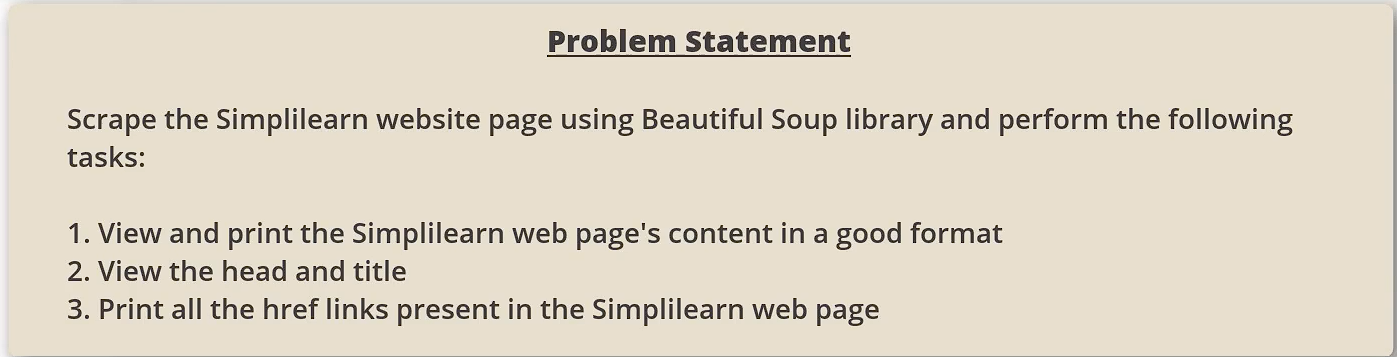 Problem Statement
Scrape the Simplilearn website page using Beautiful Soup library and perform the following
tasks:
1. View and print the Simplilearn web page's content in a good format
2. View the head and title
3. Print all the href links present in the Simplilearn web page